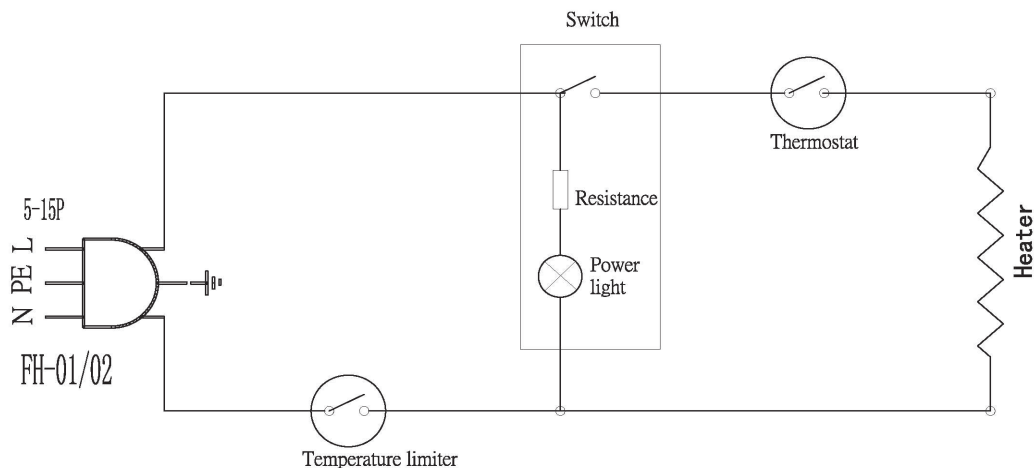 Switch
Thermostat
5-15P
Resistance
L
PE
N
Power
light
Heater
FH-01/02
Temperature limiter